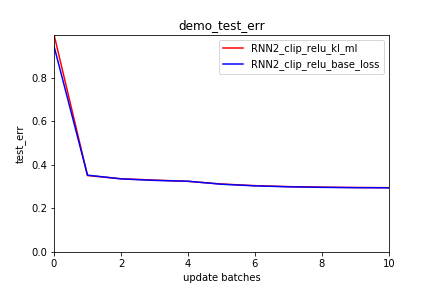 demo_test_err
RNN2_clip_relu_kl_ml
RNN2_clip_relu_base_loss
0.8
0.6
0.4
0.2
0.0
test_err
0 2 4 6 8 10
update batches